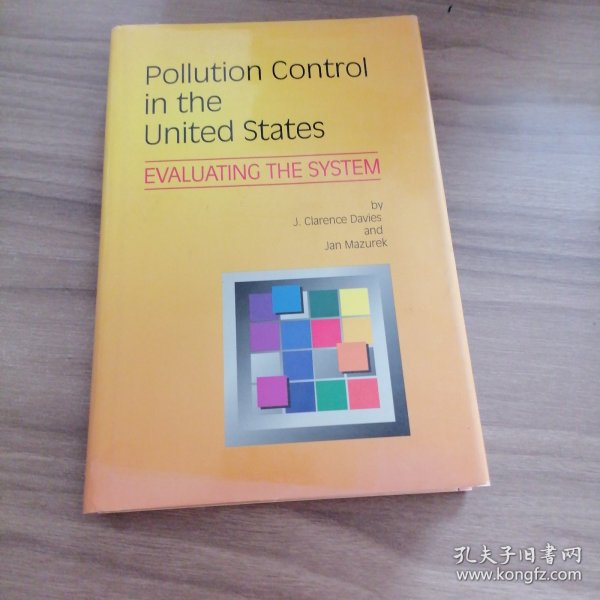 Pollution Control
in the
United States
EVALUATING THE SYSTEM
by
J. Clarence Davies
and
Jan Mazurek
孔夫子旧書网
www.kongfz.com